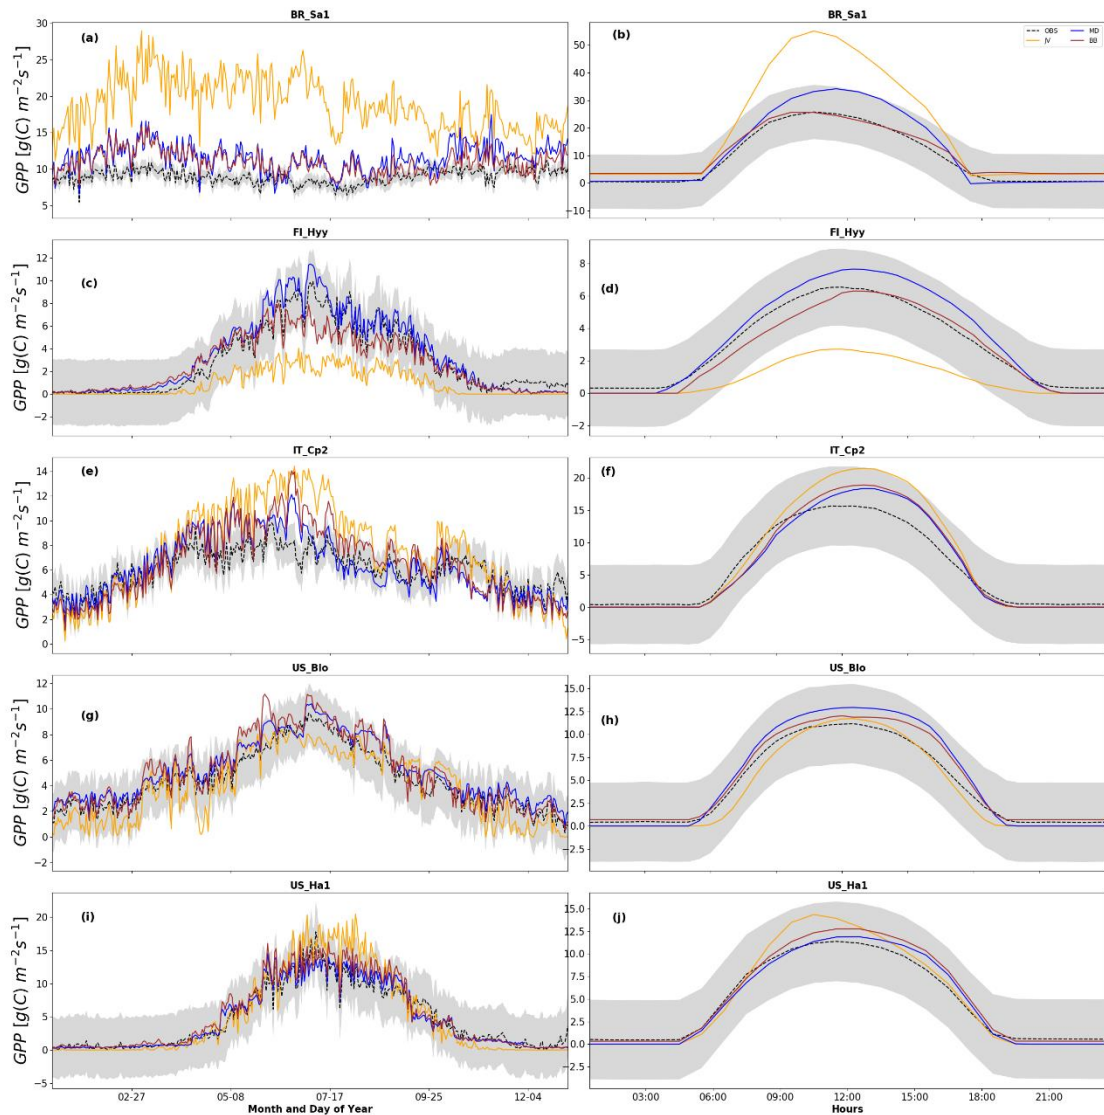 BR_Sa1
BR_Sa1
(a)
(b)
OBS
JV
MD
BB
GPP [g(C) m⁻²s⁻¹]
30
25
20
15
10
5
50
40
30
20
10
0
−10
FI_Hyy
FI_Hyy
(c)
(d)
GPP [g(C) m⁻²s⁻¹]
12
10
8
6
4
2
0
−2
8
6
4
2
0
−2
IT_Cp2
IT_Cp2
(e)
(f)
GPP [g(C) m⁻²s⁻¹]
14
12
10
8
6
4
2
0
20
15
10
5
0
−5
US_Blo
US_Blo
(g)
(h)
GPP [g(C) m⁻²s⁻¹]
12
10
8
6
4
2
0
−2
15.0
12.5
10.0
7.5
5.0
2.5
0.0
−2.5
US_Ha1
US_Ha1
(i)
(j)
GPP [g(C) m⁻²s⁻¹]
20
15
10
5
0
−5
15.0
12.5
10.0
7.5
5.0
2.5
0.0
−2.5
02-27 05-08 07-17 09-25 12-04
Month and Day of Year
03:00 06:00 09:00 12:00 15:00 18:00 21:00
Hours